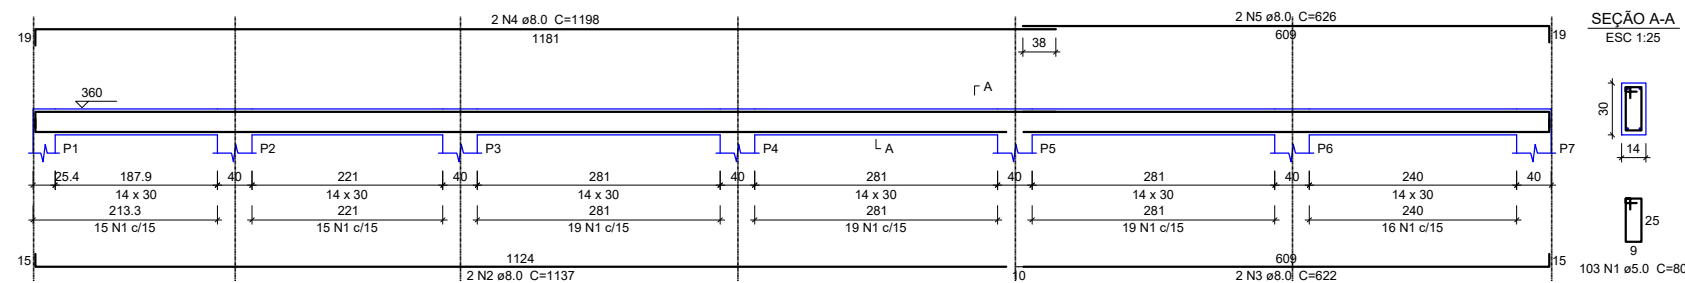 2 N4 ø8.0 C=1198
2 N5 ø8.0 C=626
SEÇÃO A-A
ESC 1:25
19
1181
609
19
38
360
A
30
P1
P2
P3
P4
A
P5
P6
P7
14
25.4
187.9
40
221
40
281
40
281
40
281
40
240
40
14 x 30
14 x 30
14 x 30
14 x 30
14 x 30
14 x 30
213.3
221
281
281
281
240
15 N1 c/15
15 N1 c/15
19 N1 c/15
19 N1 c/15
19 N1 c/15
16 N1 c/15
25
9
15
1124
609
15
2 N2 ø8.0 C=1137
10
2 N3 ø8.0 C=622
103 N1 ø5.0 C=80